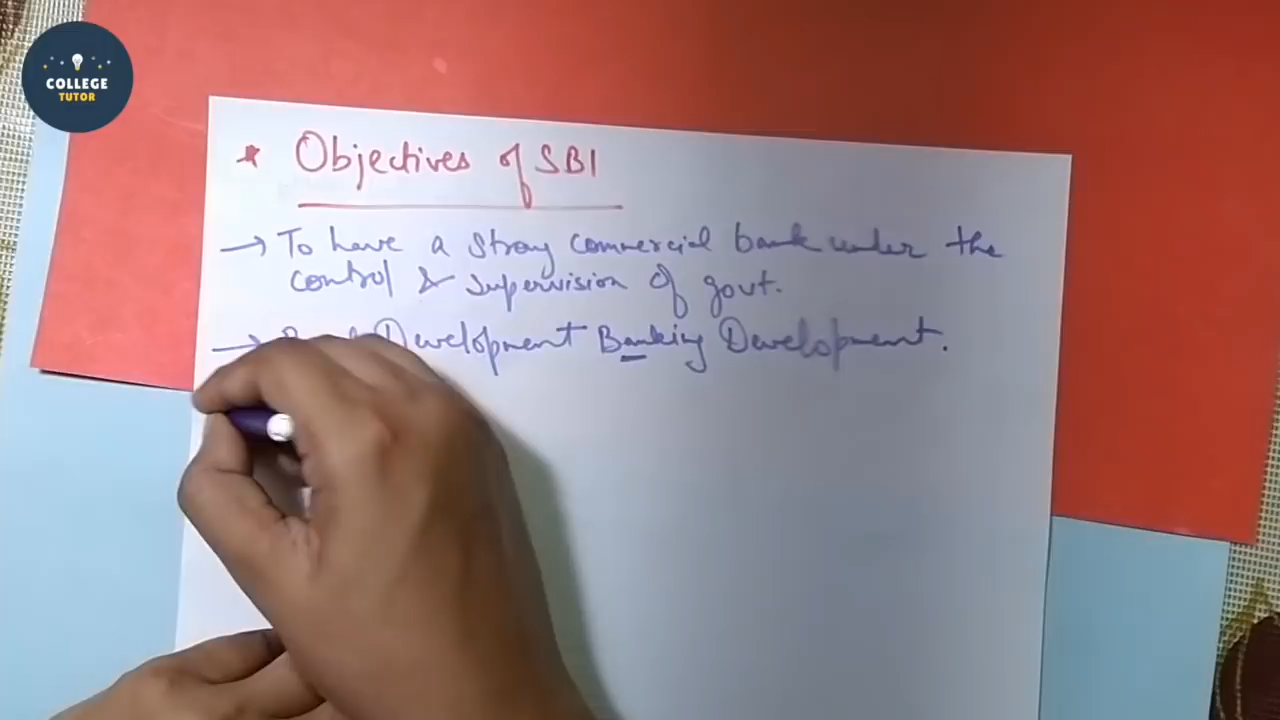 COLLEGE
TUTOR
* Objectives of SBI
→ To have a strong commercial bank under the
control & supervision of govt.
→ Development Banking Development.